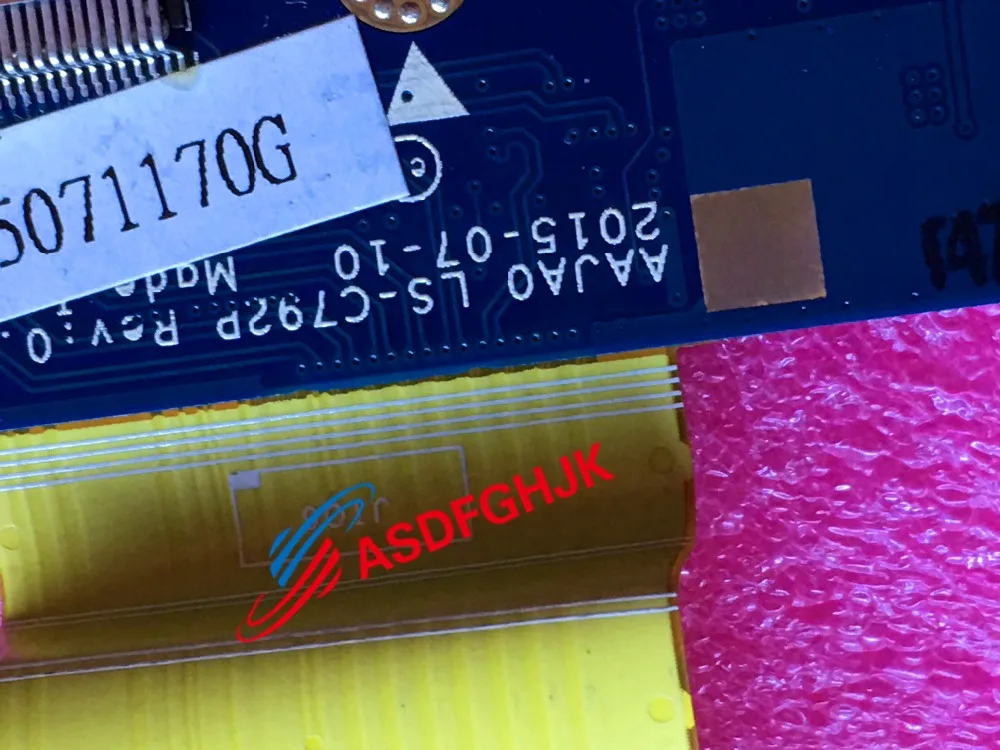 5071170G
AAJA0 LS-C792P Rev:0.
2015-07-10
Made
c
ASDFGHJK